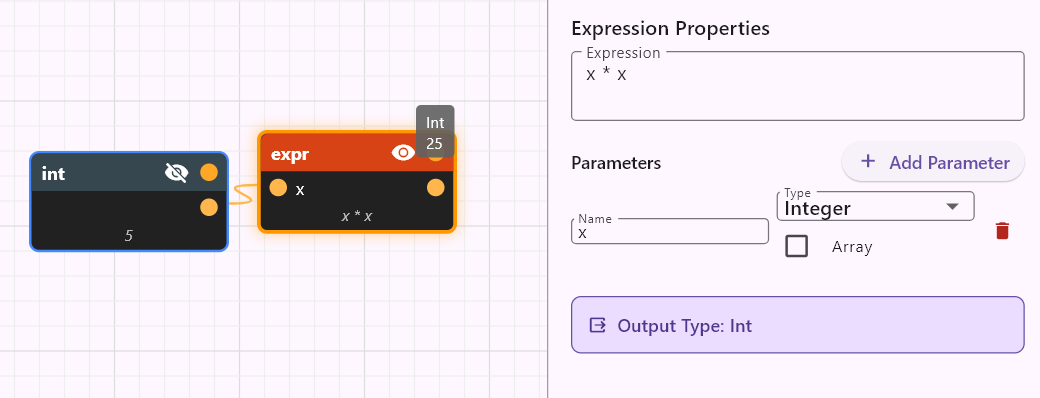 int
5
expr
Int
25
x
x * x
Expression Properties
Expression
x * x
Parameters
+ Add Parameter
Name
x
Type
Integer
Array
Output Type: Int